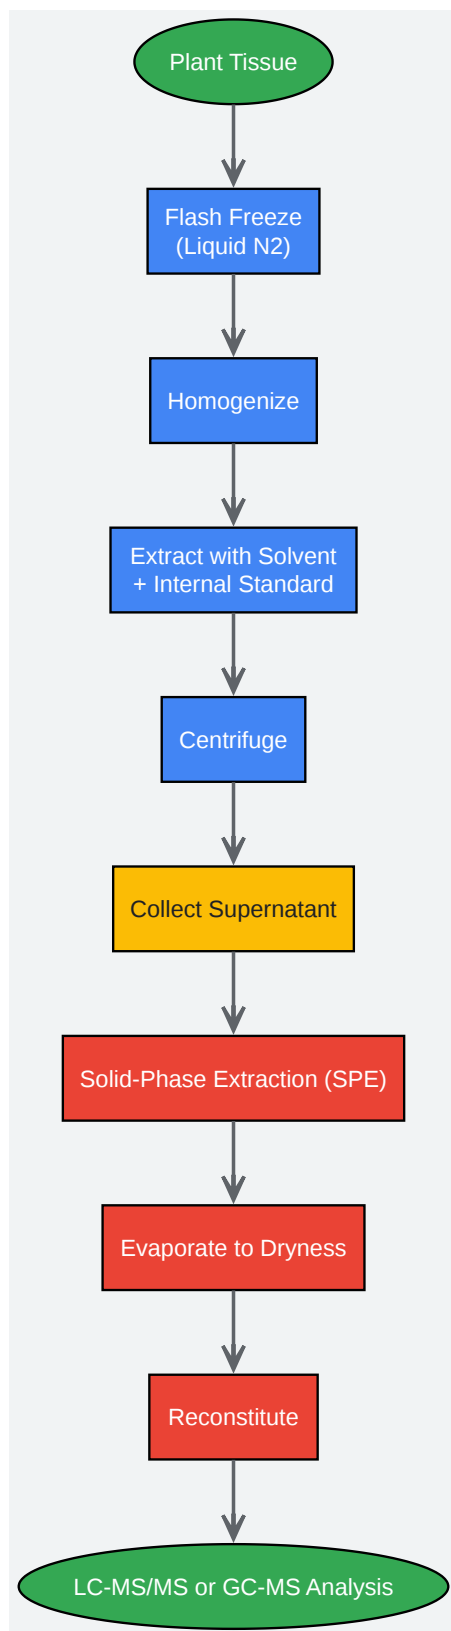 Plant Tissue
Flash Freeze
(Liquid N2)
Homogenize
Extract with Solvent
+ Internal Standard
Centrifuge
Collect Supernatant
Solid-Phase Extraction (SPE)
Evaporate to Dryness
Reconstitute
LC-MS/MS or GC-MS Analysis